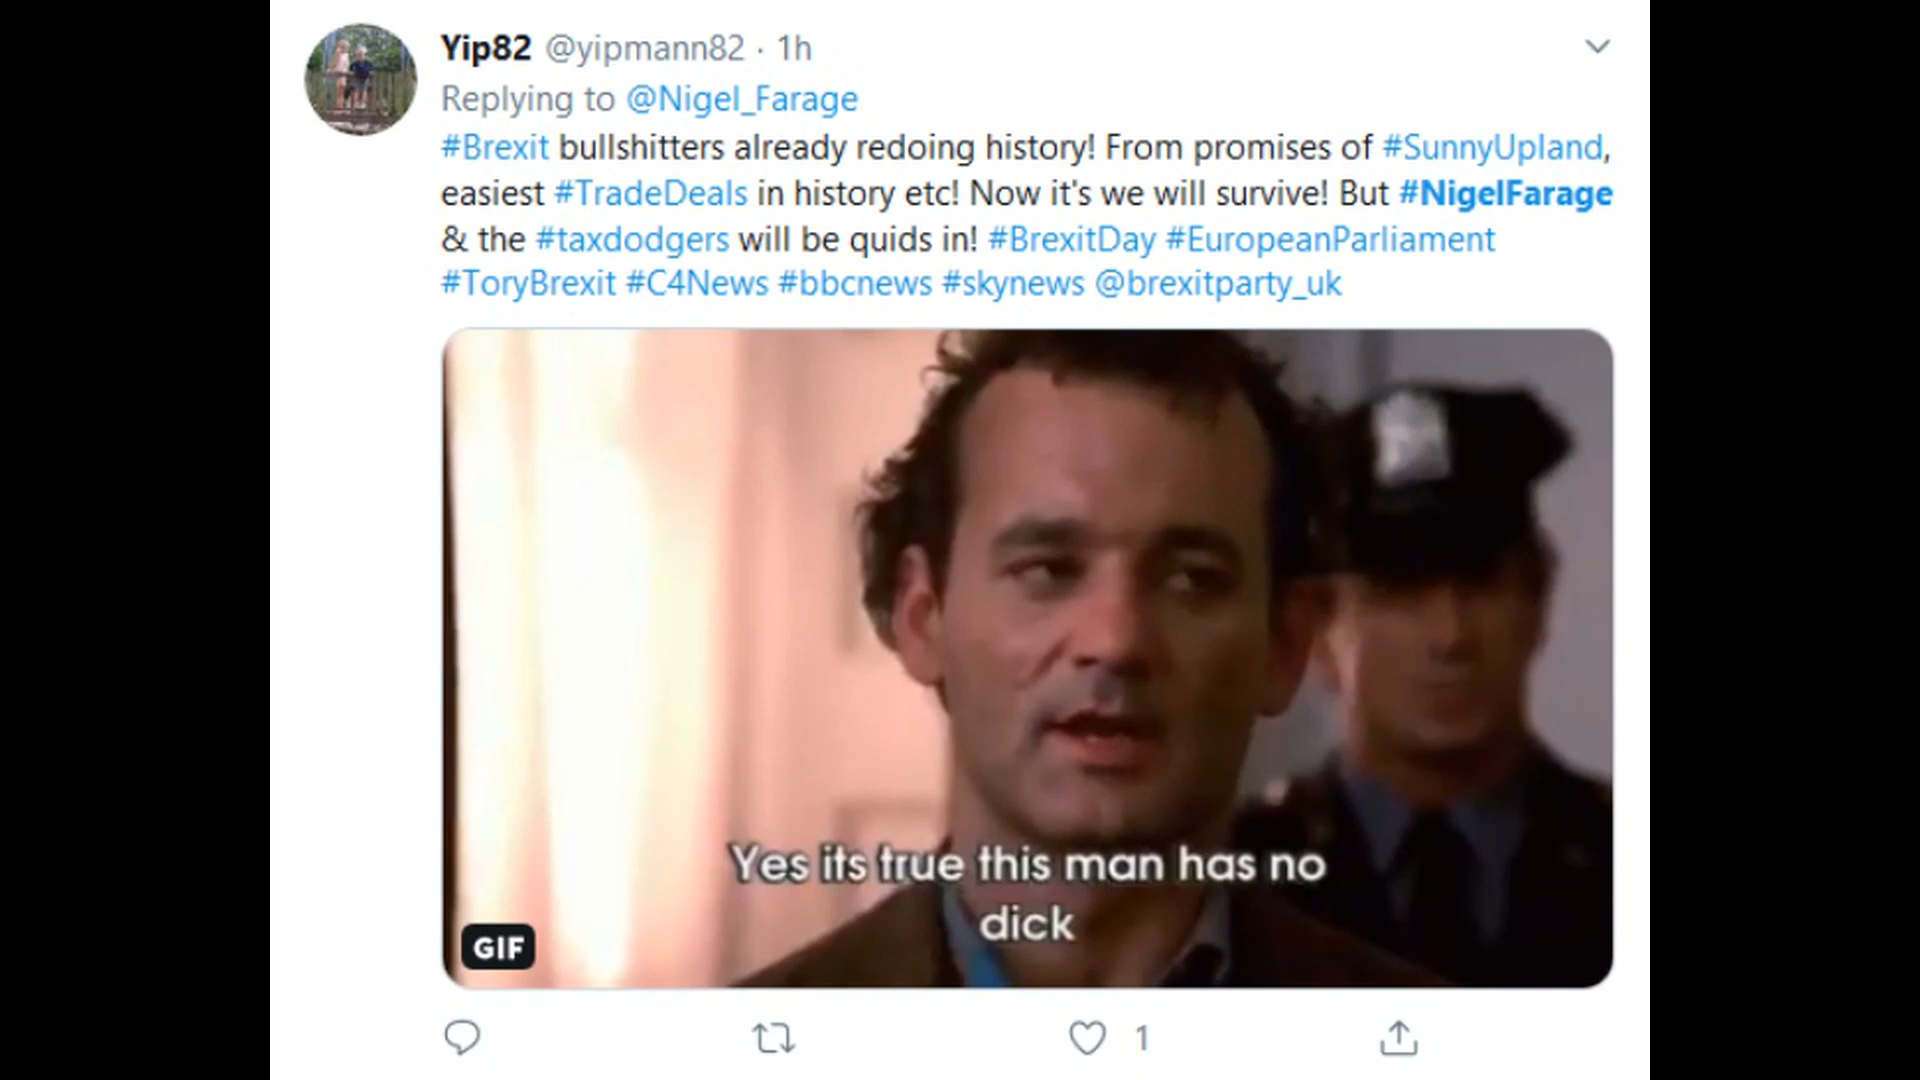 Yip82 @yipmann82 · 1h
Replying to @Nigel_Farage
#Brexit bullshitters already redoing history! From promises of #SunnyUpland,
easiest #TradeDeals in history etc! Now it's we will survive! But #NigelFarage
& the #taxdodgers will be quids in! #BrexitDay #EuropeanParliament
#ToryBrexit #C4News #bbcnews #skynews @brexitparty_uk
Yes its true this man has no
dick
GIF
1